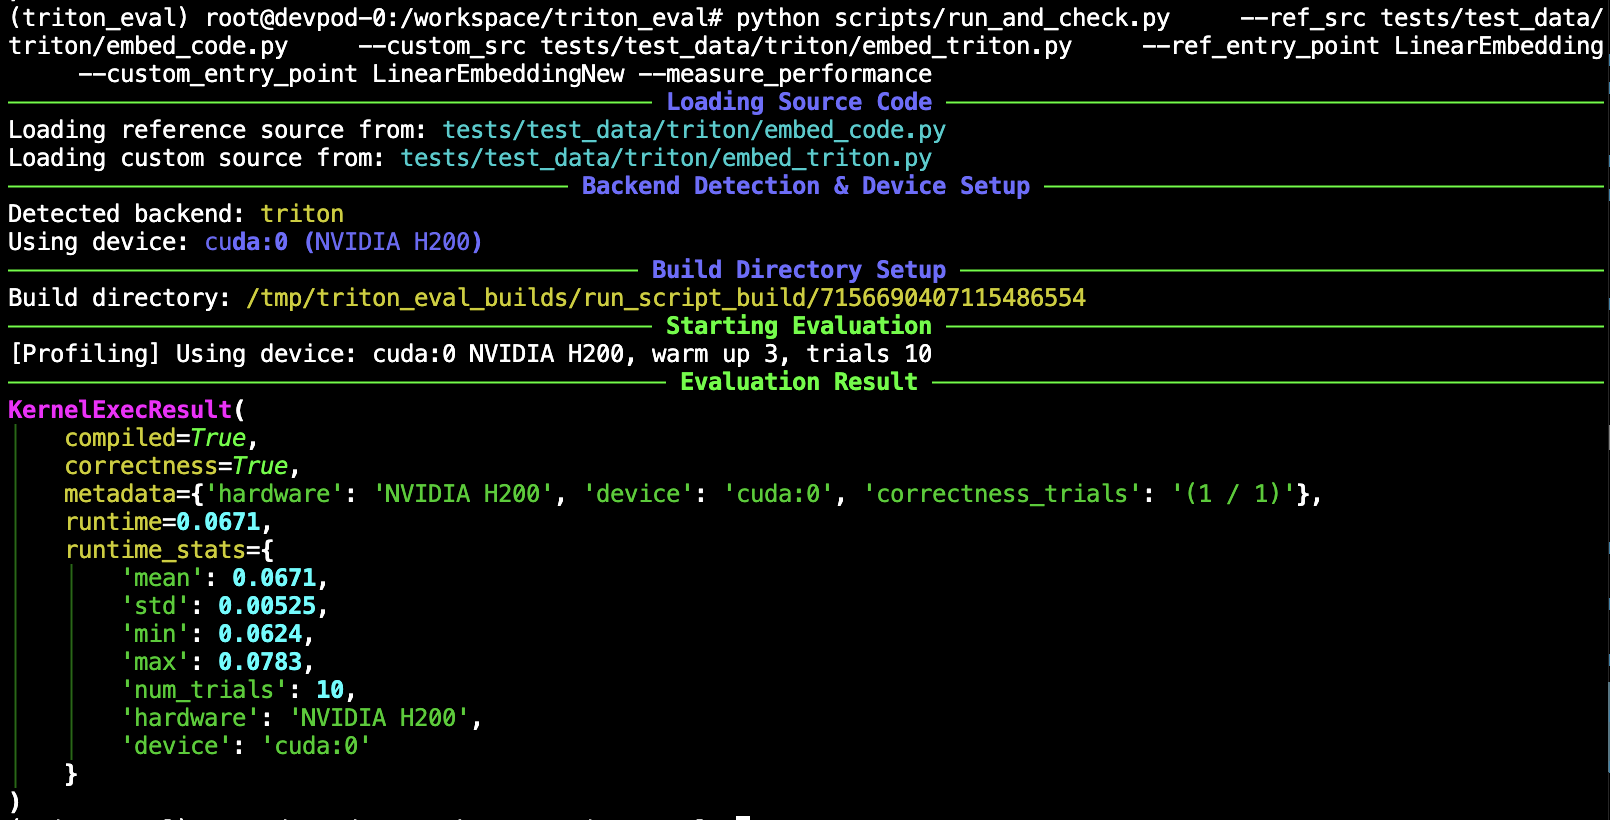 (triton_eval) root@devpod-0:/workspace/triton_eval# python scripts/run_and_check.py     --ref_src tests/test_data/
triton/embed_code.py     --custom_src tests/test_data/triton/embed_triton.py     --ref_entry_point LinearEmbedding
     --custom_entry_point LinearEmbeddingNew --measure_performance
Loading Source Code
Loading reference source from: tests/test_data/triton/embed_code.py
Loading custom source from: tests/test_data/triton/embed_triton.py
Backend Detection & Device Setup
Detected backend: triton
Using device: cuda:0 (NVIDIA H200)
Build Directory Setup
Build directory: /tmp/triton_eval_builds/run_script_build/7156690407115486554
Starting Evaluation
[Profiling] Using device: cuda:0 NVIDIA H200, warm up 3, trials 10
Evaluation Result
KernelExecResult(
    compiled=True,
    correctness=True,
    metadata={'hardware': 'NVIDIA H200', 'device': 'cuda:0', 'correctness_trials': '(1 / 1)'},
    runtime=0.0671,
    runtime_stats={
        'mean': 0.0671,
        'std': 0.00525,
        'min': 0.0624,
        'max': 0.0783,
        'num_trials': 10,
        'hardware': 'NVIDIA H200',
        'device': 'cuda:0'
    }
)